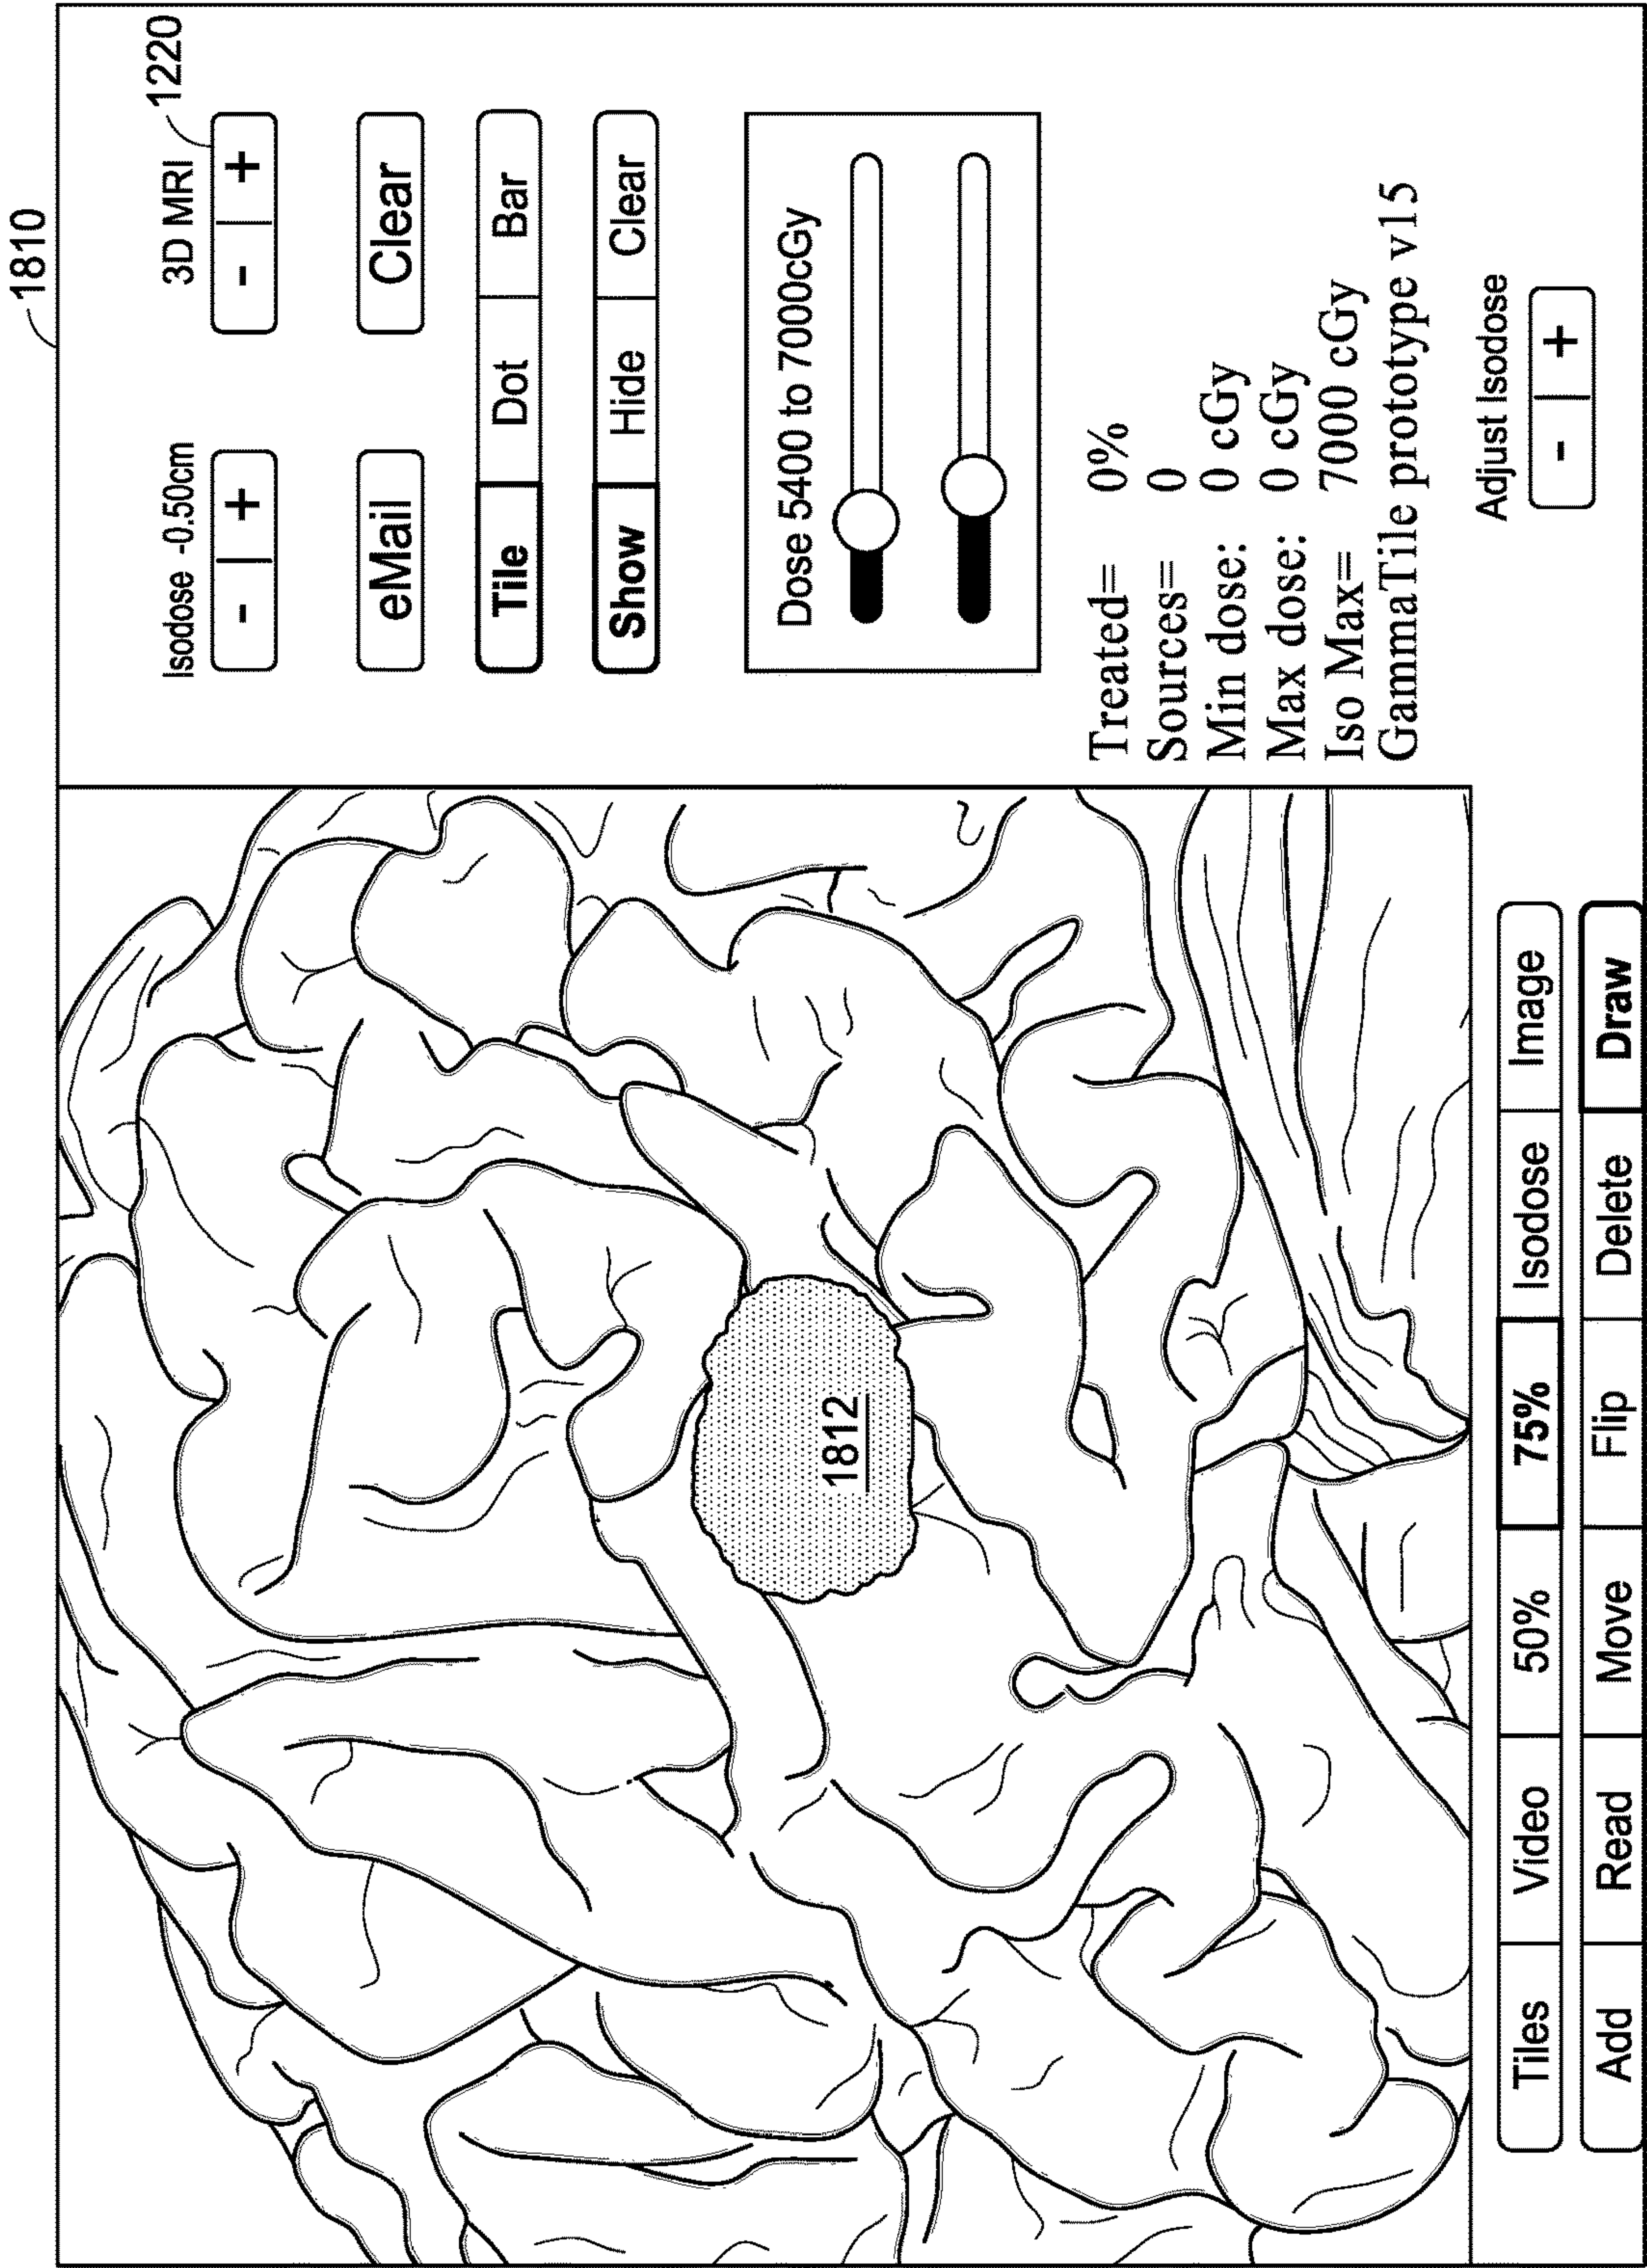 1810
Isodose -0.50cm
3D MRI
1220
- +
- +
eMail
Clear
Tile Dot Bar
Show Hide Clear
Dose 5400 to 7000cGy
Treated= 0%
Sources= 0
Min dose: 0 cGy
Max dose: 0 cGy
Iso Max= 7000 cGy
GammaTile prototype v15
Adjust Isodose
- +
1812
Tiles Video 50% 75% Isodose Image
Add Read Move Flip Delete Draw